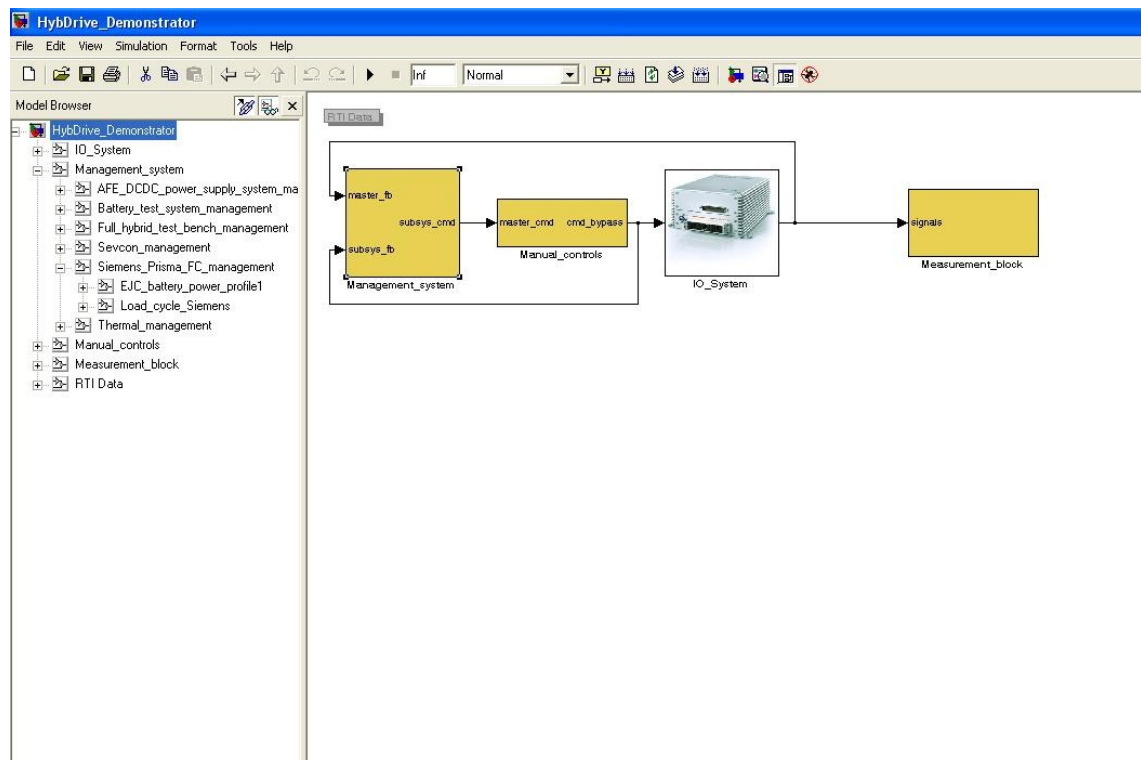 HybDrive_Demonstrator
File Edit View Simulation Format Tools Help
Inf Normal
Model Browser
HybDrive_Demonstrator
IO_System
Management_system
AFE_DCDC_power_supply_system_ma
Battery_test_system_management
Full_hybrid_test_bench_management
Sevcon_management
Siemens_Prisma_FC_management
EJC_battery_power_profile1
Load_cycle_Siemens
Thermal_management
Manual_controls
Measurement_block
RTI Data
RTI Data
master_fb
subsys_cmd
subsys_fb
Management_system
master_cmd cmd_bypass
Manual_controls
IO_System
signals
Measurement_block